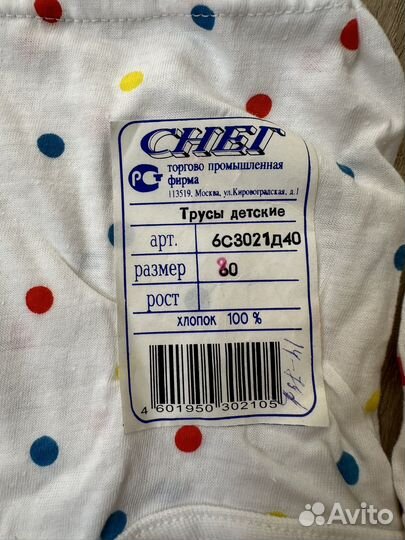 СНЕГ
торгово промышленная
фирма
РСТ
113519, Москва, ул.Кировоградская, д.1
Трусы детские
арт. 6С3021Д40
размер 60
рост
хлопок 100 %
4 601950 302105
Avito